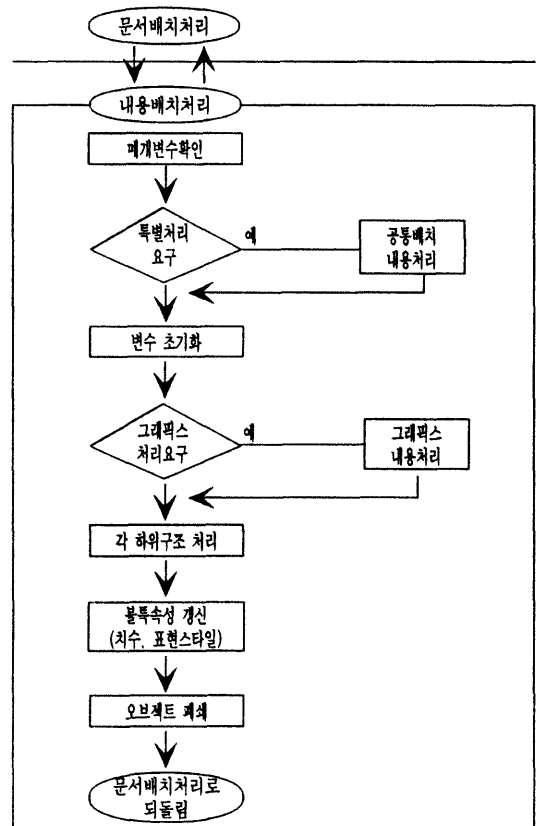 문서배치처리
내용배치처리
매개변수확인
특별처리
요구
예
공통배치
내용처리
변수 초기화
그래픽스
처리요구
예
그래픽스
내용처리
각 하위구조 처리
블록속성 갱신
(치수, 표현스타일)
오브젝트 폐쇄
문서배치처리로
되돌림